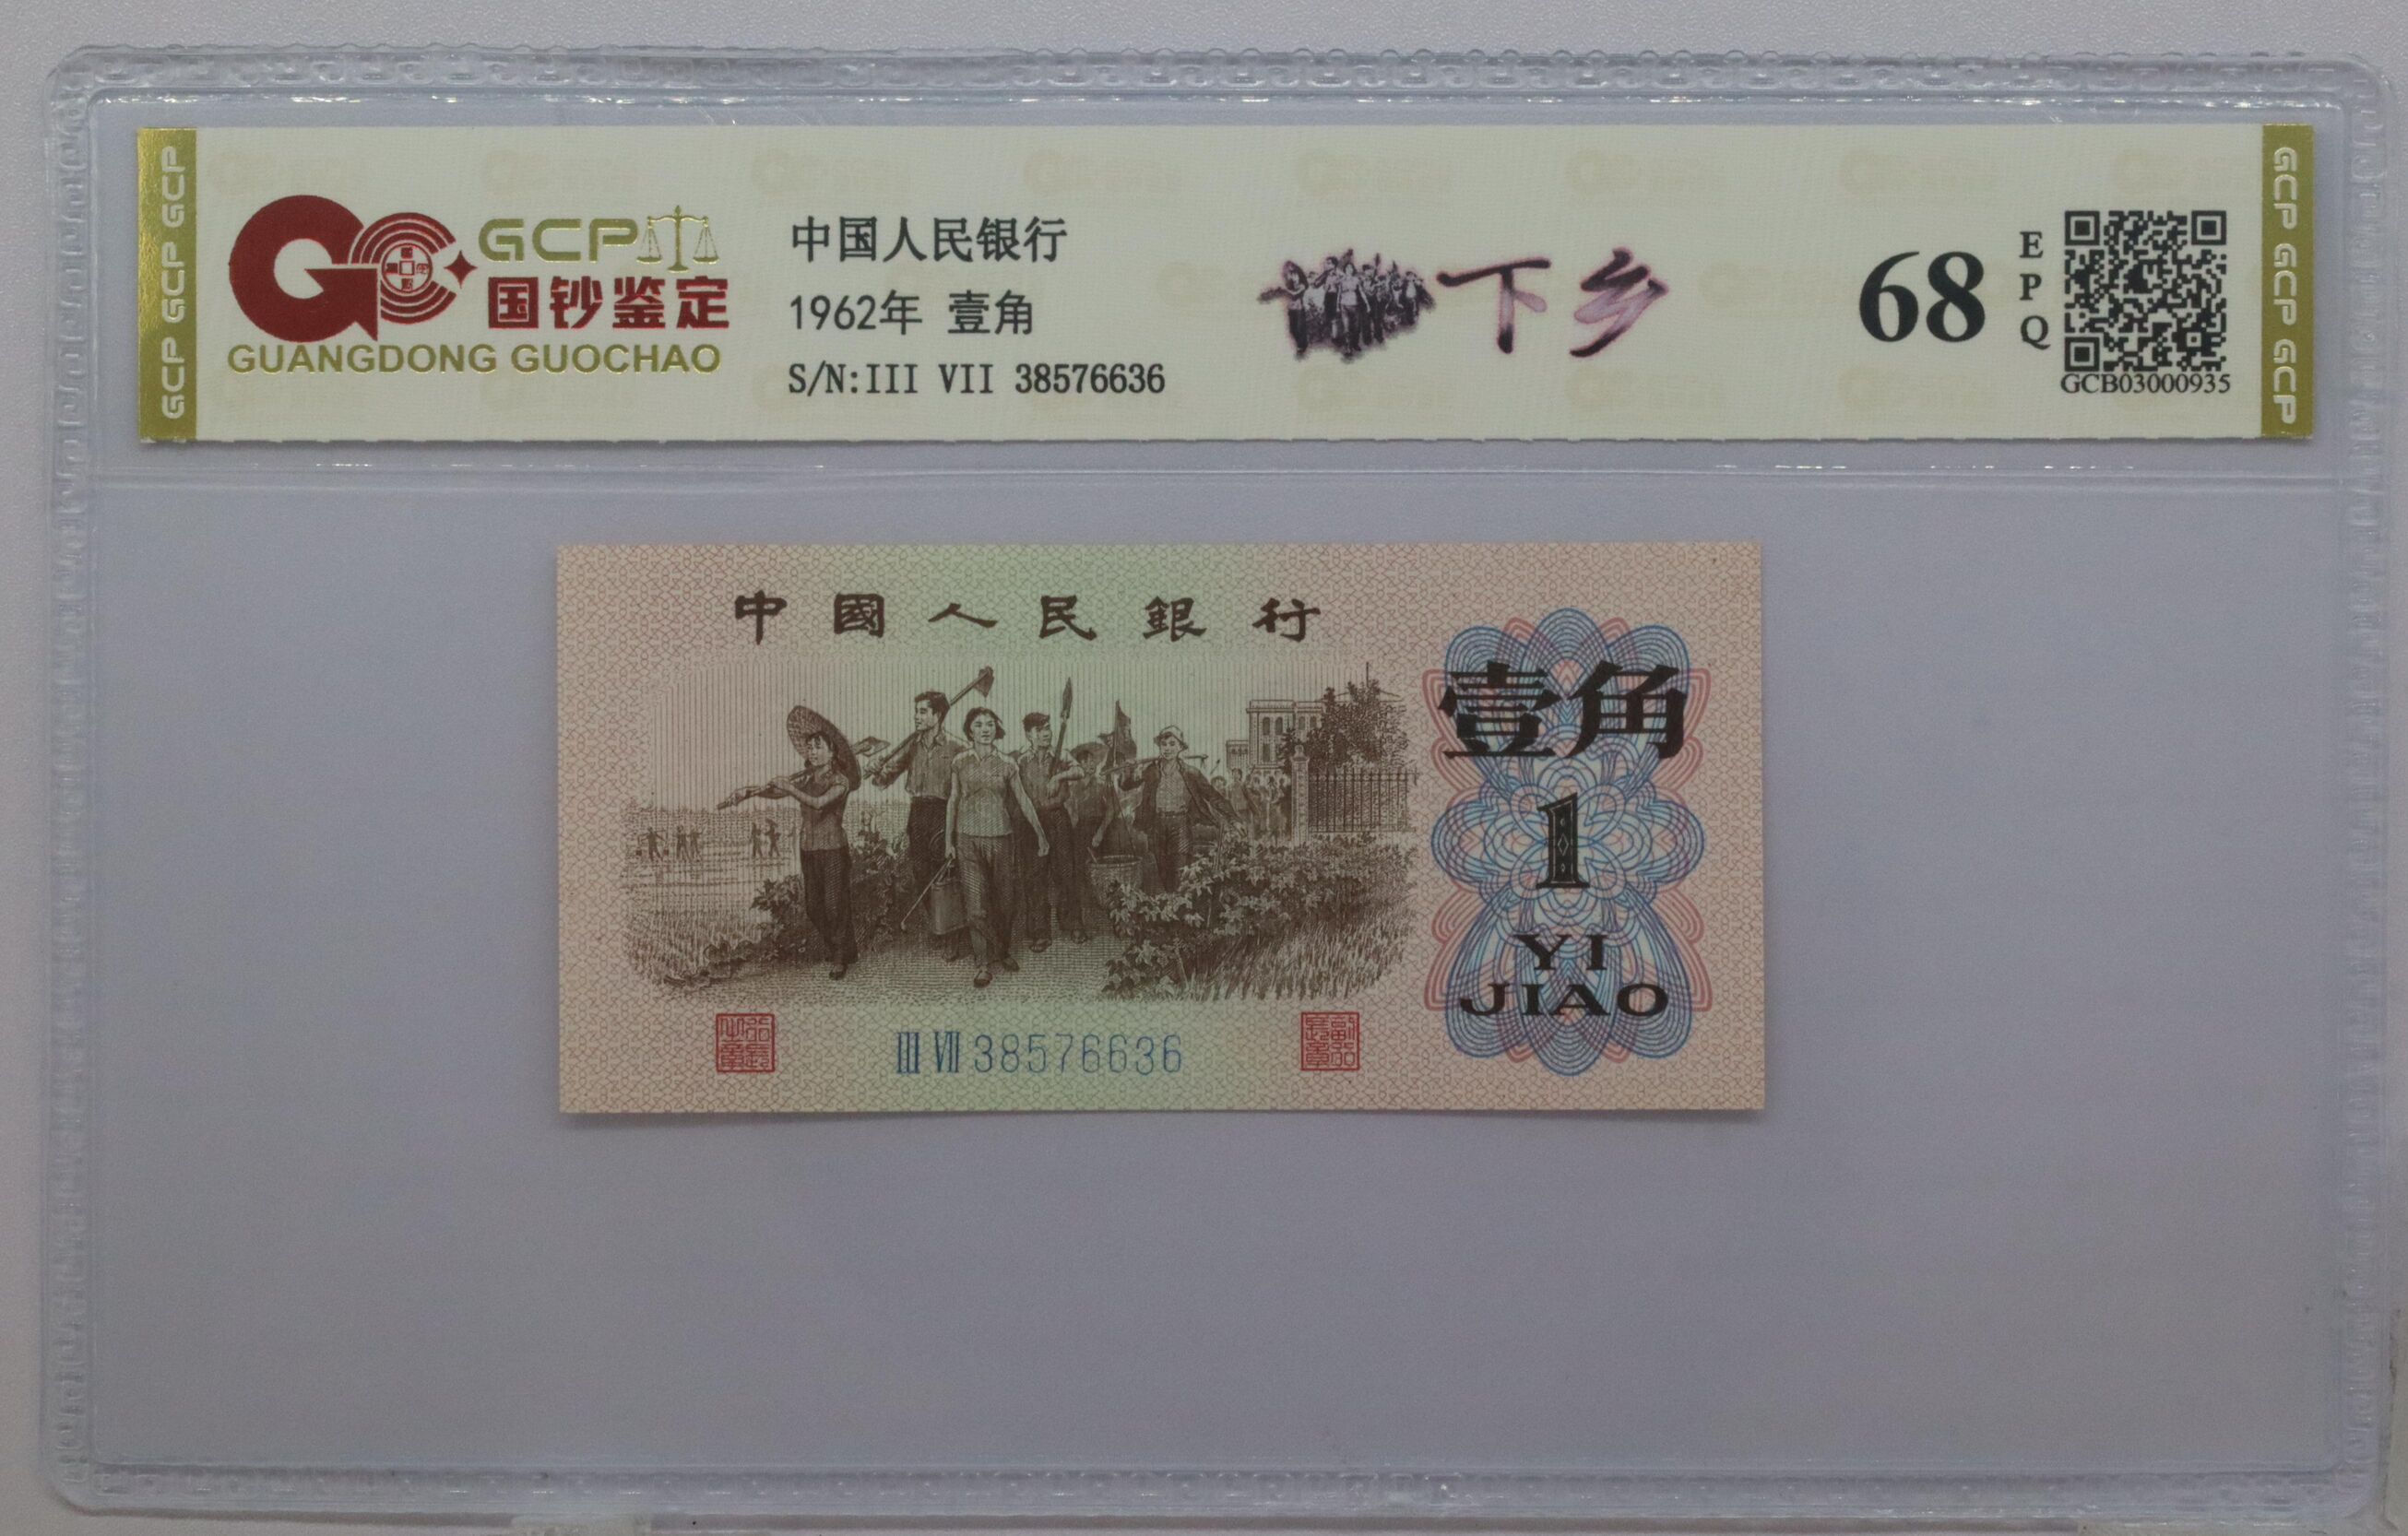 GCP GCP GCP
GCP
国钞鉴定
GUANGDONG GUOCHAO
中国人民银行
1962年 壹角
S/N:III VII 38576636
下乡
68
EPQ
GCB03000935
GCP GCP GCP
中國人民銀行
壹角
1
YI
JIAO
III VII 38576636